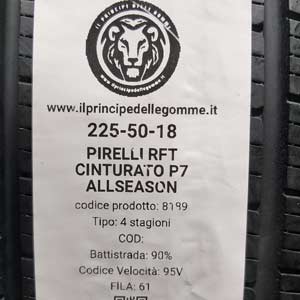 IL PRINCIPE DELLE GOMME
www.ilprincipedellegomme.it
www.ilprincipedellegomme.it
225-50-18
PIRELLI RFT
CINTURATO P7
ALLSEASON
codice prodotto: 8199
Tipo: 4 stagioni
COD:
Battistrada: 90%
Codice Velocità: 95V
FILA: 61